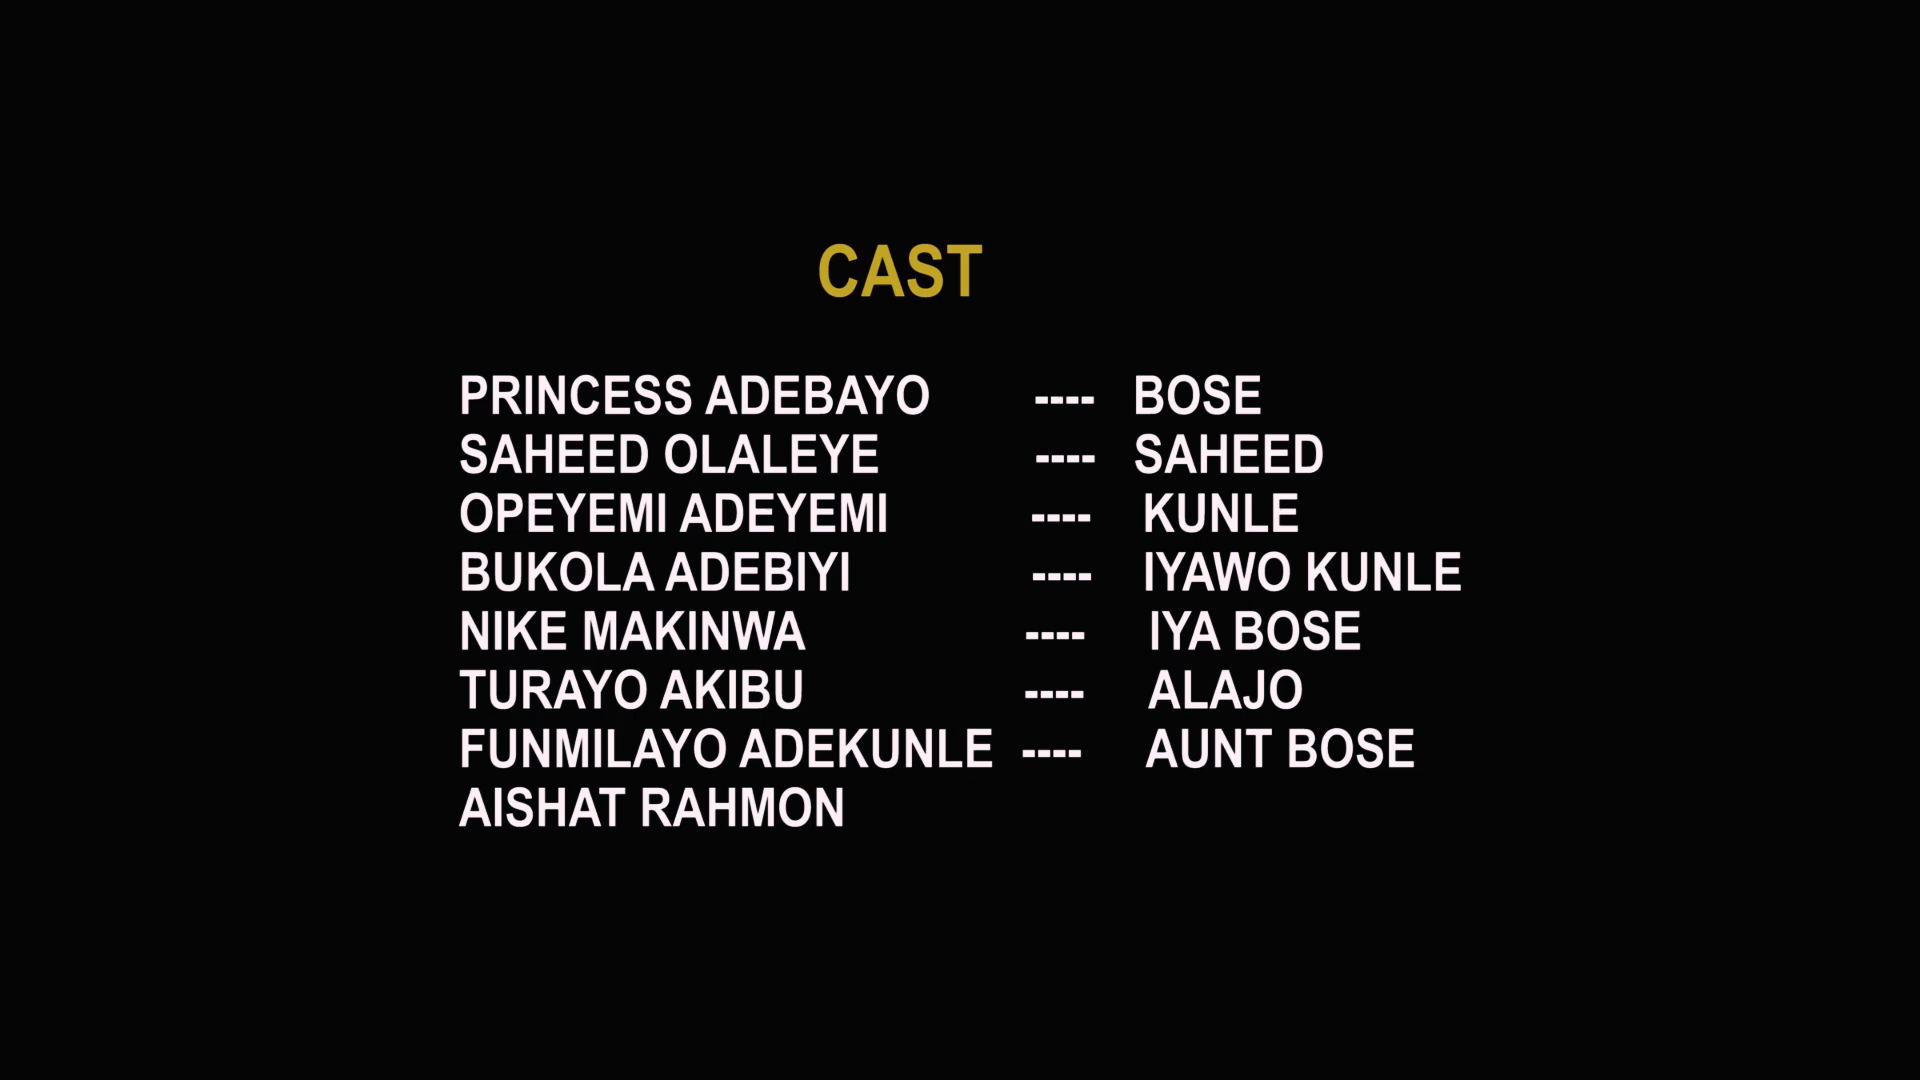 CAST
PRINCESS ADEBAYO ---- BOSE
SAHEED OLALEYE ---- SAHEED
OPEYEMI ADEYEMI ---- KUNLE
BUKOLA ADEBIYI ---- IYAWO KUNLE
NIKE MAKINWA ---- IYA BOSE
TURAYO AKIBU ---- ALAJO
FUNMILAYO ADEKUNLE ---- AUNT BOSE
AISHAT RAHMON